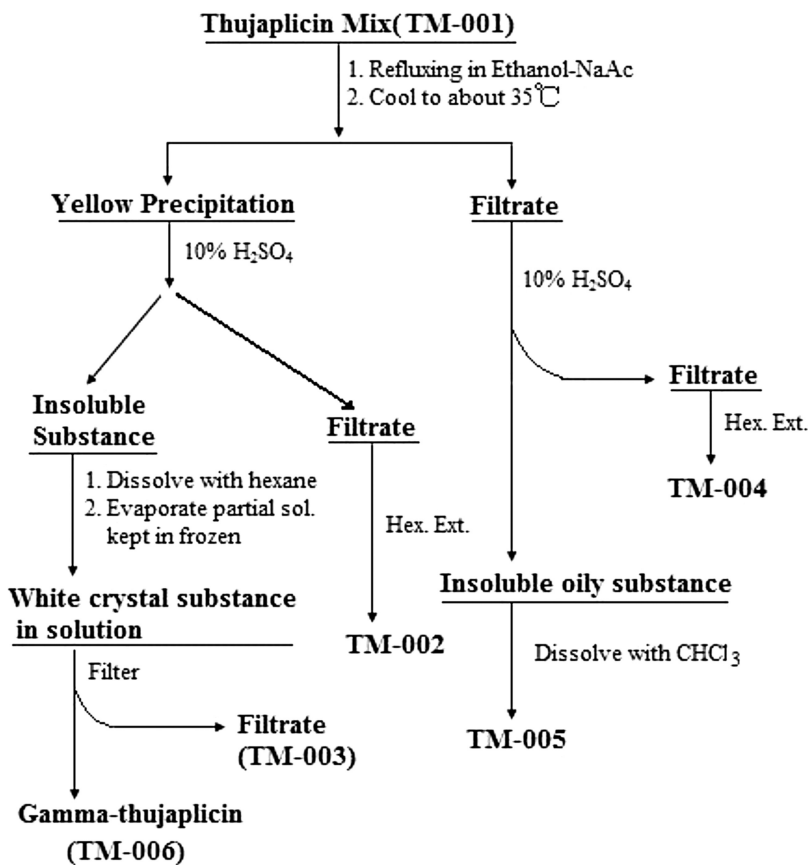 Thujaplicin Mix(TM-001)
1. Refluxing in Ethanol-NaAc
2. Cool to about 35℃
Yellow Precipitation
Filtrate
10% H₂SO₄
10% H₂SO₄
Insoluble
Substance
Filtrate
Filtrate
Hex. Ext.
TM-004
1. Dissolve with hexane
2. Evaporate partial sol.
kept in frozen
Hex. Ext.
White crystal substance
in solution
TM-002
Insoluble oily substance
Dissolve with CHCl₃
Filter
Filtrate
(TM-003)
TM-005
Gamma-thujaplicin
(TM-006)